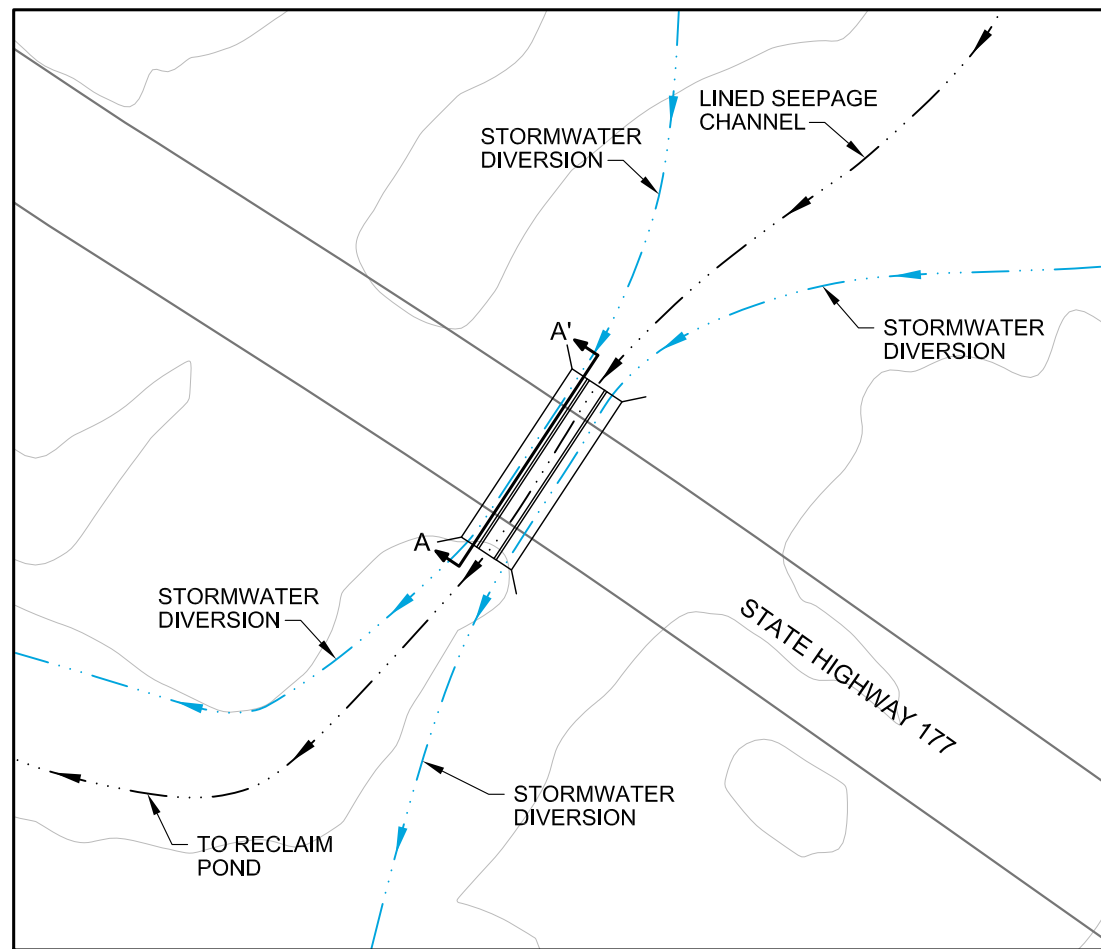 LINED SEEPAGE
CHANNEL
STORMWATER
DIVERSION
STORMWATER
DIVERSION
A'
A
STORMWATER
DIVERSION
STATE HIGHWAY 177
STORMWATER
DIVERSION
TO RECLAIM
POND